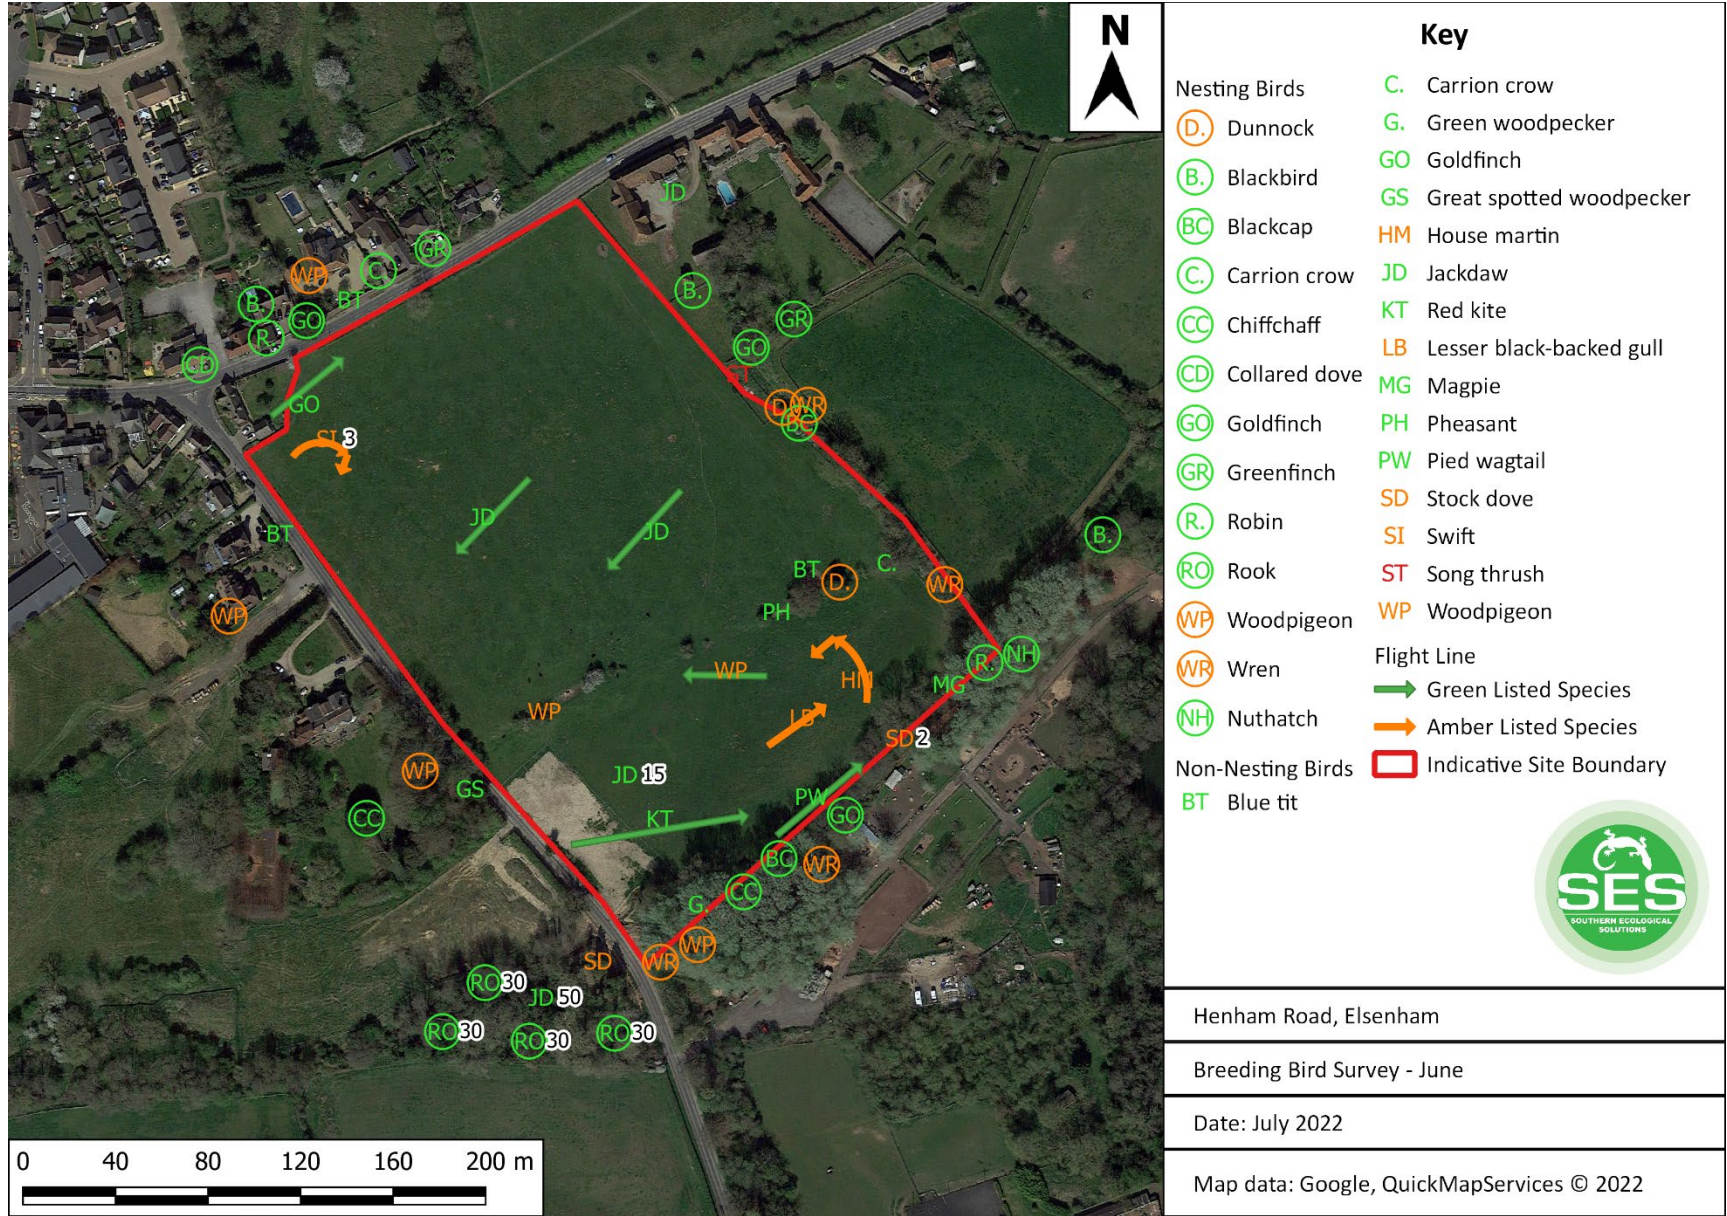 N
JD
GR
WP
C.
B.
BT
GO
R.
CD
B.
GR
GO
ST
D.
WR
BC
GO
SI 3
JD
JD
BT
B.
BT
D.
C.
WR
PH
WP
NH
R.
WP
HM
MG
WP
LB
SD 2
WP
JD 15
GS
PW
GO
CC
KT
BC
WR
CC
G.
WP
SD
WR
RO 30
JD 50
RO 30
RO 30
RO 30
0 40 80 120 160 200 m
Key
Nesting Birds
D. Dunnock
B. Blackbird
BC Blackcap
C. Carrion crow
CC Chiffchaff
CD Collared dove
GO Goldfinch
GR Greenfinch
R. Robin
RO Rook
WP Woodpigeon
WR Wren
NH Nuthatch
Non-Nesting Birds
BT Blue tit
C. Carrion crow
G. Green woodpecker
GO Goldfinch
GS Great spotted woodpecker
HM House martin
JD Jackdaw
KT Red kite
LB Lesser black-backed gull
MG Magpie
PH Pheasant
PW Pied wagtail
SD Stock dove
SI Swift
ST Song thrush
WP Woodpigeon
Flight Line
Green Listed Species
Amber Listed Species
Indicative Site Boundary
SES
SOUTHERN ECOLOGICAL
SOLUTIONS
Henham Road, Elsenham
Breeding Bird Survey - June
Date: July 2022
Map data: Google, QuickMapServices © 2022